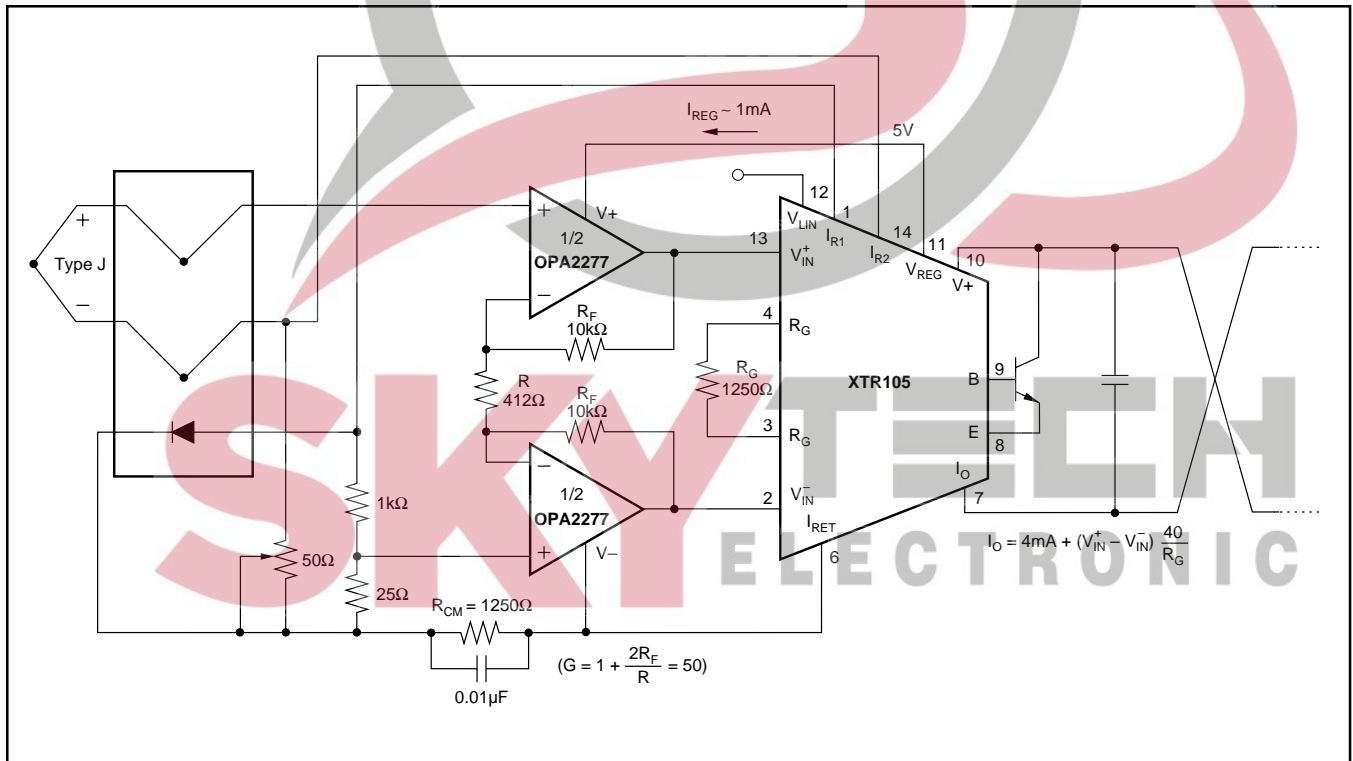 I_REG ~ 1mA
5V
12
V_LIN
1
I_R1
14
I_R2
11
V_REG
10
V+
+
Type J
–
+
V+
1/2
OPA2277
–
13
V_IN^+
R_F
10kΩ
4
R_G
R
412Ω
R_G
1250Ω
XTR105
R_F
10kΩ
3
R_G
B
9
E
8
–
1/2
OPA2277
+
V–
2
V_IN^–
I_RET
6
I_O
7
I_O = 4mA + (V_IN^+ – V_IN^–) 40/R_G
1kΩ
50Ω
25Ω
R_CM = 1250Ω
0.01µF
(G = 1 + 2R_F/R = 50)
SKYTECH
ELECTRONIC